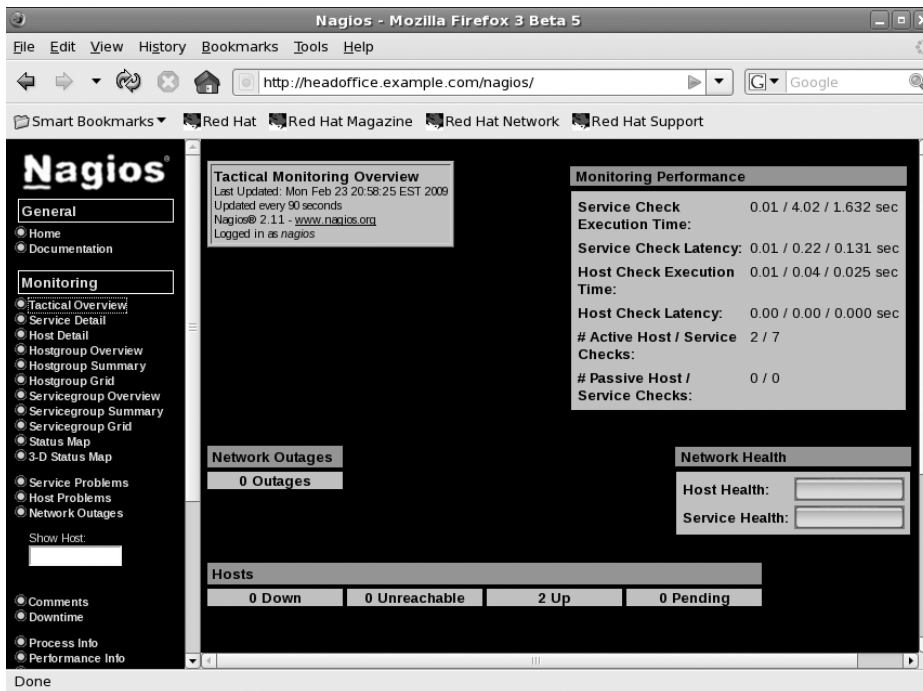 Nagios - Mozilla Firefox 3 Beta 5
File Edit View History Bookmarks Tools Help
http://headoffice.example.com/nagios/
G Google
Smart Bookmarks Red Hat Red Hat Magazine Red Hat Network Red Hat Support
Nagios®
General
Home
Documentation
Monitoring
Tactical Overview
Service Detail
Host Detail
Hostgroup Overview
Hostgroup Summary
Hostgroup Grid
Servicegroup Overview
Servicegroup Summary
Servicegroup Grid
Status Map
3-D Status Map
Service Problems
Host Problems
Network Outages
Show Host:
Comments
Downtime
Process Info
Performance Info
Tactical Monitoring Overview
Last Updated: Mon Feb 23 20:58:25 EST 2009
Updated every 90 seconds
Nagios® 2.11 - www.nagios.org
Logged in as nagios
Monitoring Performance
Service Check Execution Time: 0.01 / 4.02 / 1.632 sec
Service Check Latency: 0.01 / 0.22 / 0.131 sec
Host Check Execution Time: 0.01 / 0.04 / 0.025 sec
Host Check Latency: 0.00 / 0.00 / 0.000 sec
# Active Host / Service Checks: 2 / 7
# Passive Host / Service Checks: 0 / 0
Network Outages
0 Outages
Network Health
Host Health:
Service Health:
Hosts
0 Down 0 Unreachable 2 Up 0 Pending
Done